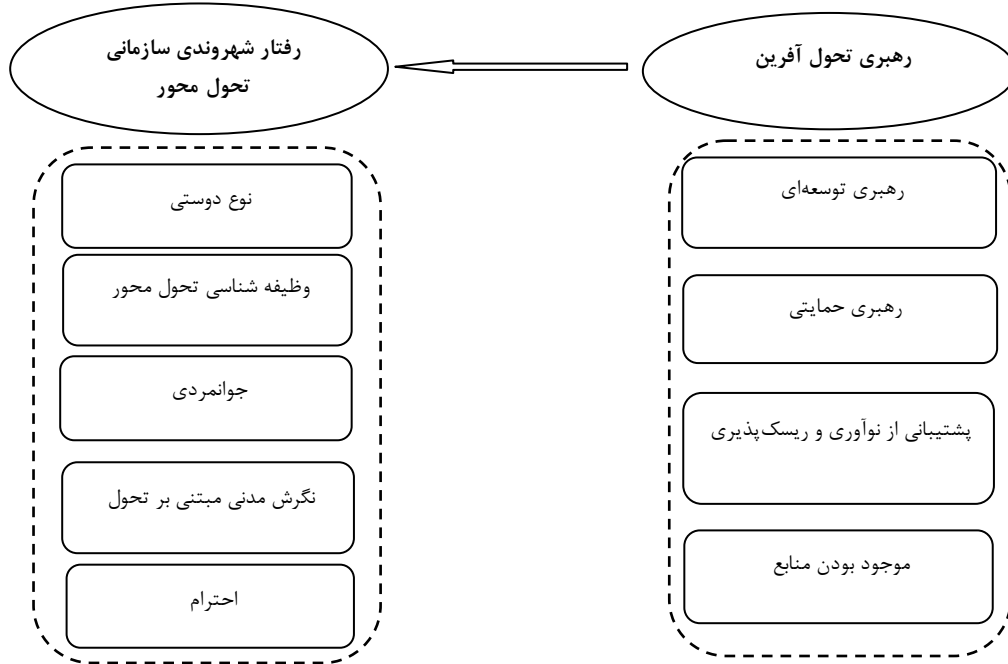 رهبری تحول آفرین
رهبری توسعه‌ای
رهبری حمایتی
پشتیبانی از نوآوری و ریسک‌پذیری
موجود بودن منابع
رفتار شهروندی سازمانی
تحول محور
نوع دوستی
وظیفه شناسی تحول محور
جوانمردی
نگرش مدنی مبتنی بر تحول
احترام